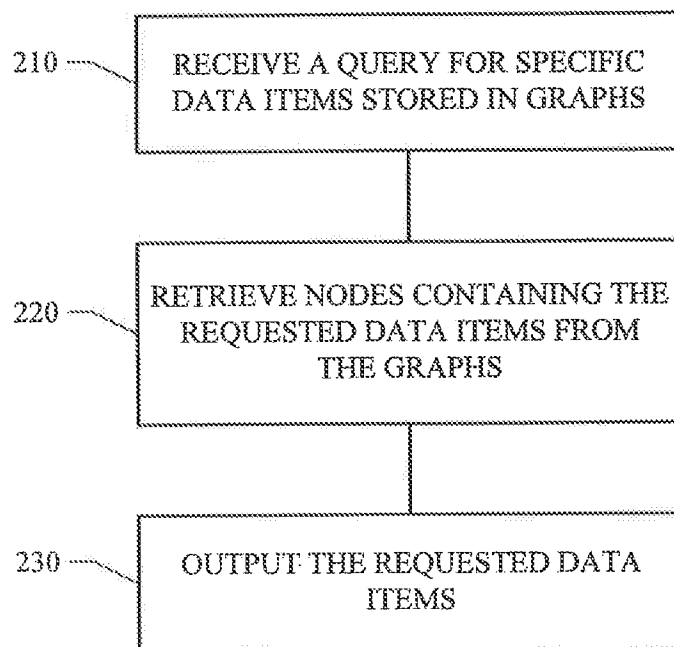 210
RECEIVE A QUERY FOR SPECIFIC
DATA ITEMS STORED IN GRAPHS
220
RETRIEVE NODES CONTAINING THE
REQUESTED DATA ITEMS FROM
THE GRAPHS
230
OUTPUT THE REQUESTED DATA
ITEMS